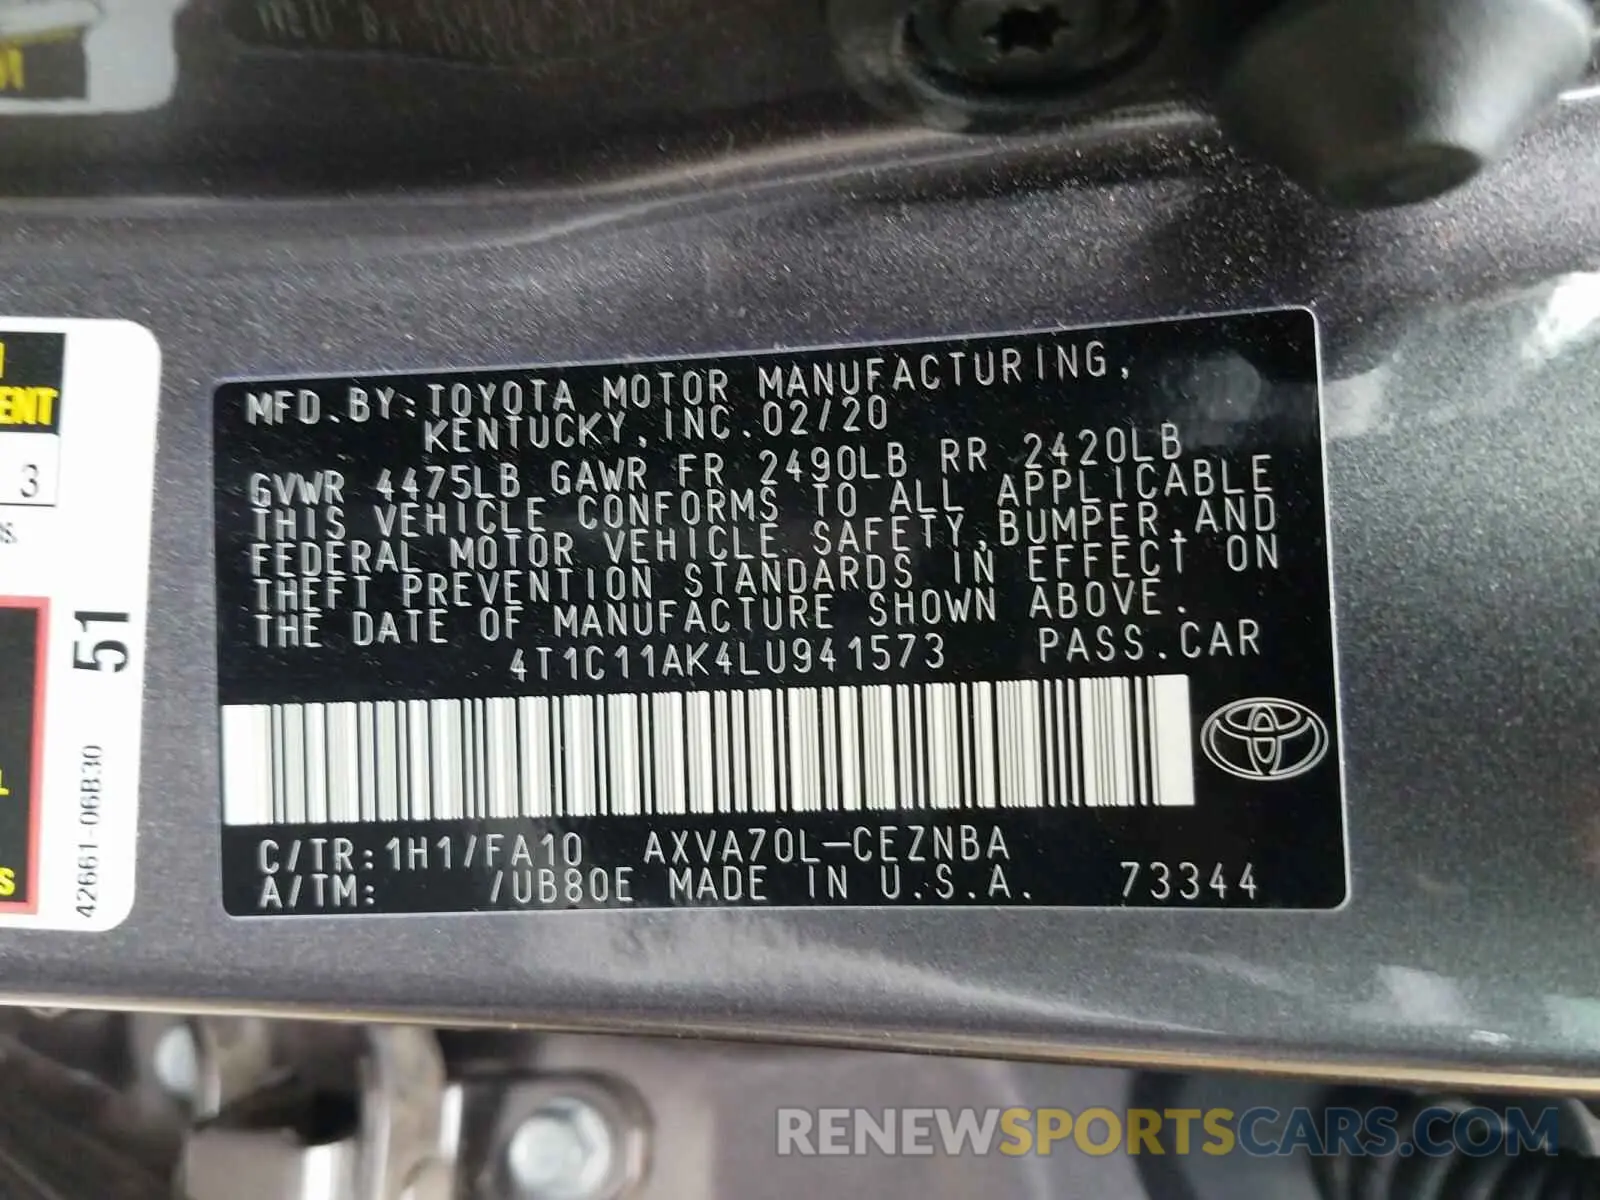 ENT
3
51
42661-06B30
MFD. BY: TOYOTA MOTOR MANUFACTURING,
KENTUCKY, INC. 02/20
GVWR 4475LB GAWR FR 2490LB RR 2420LB
THIS VEHICLE CONFORMS TO ALL APPLICABLE
FEDERAL MOTOR VEHICLE SAFETY, BUMPER, AND
THEFT PREVENTION STANDARDS IN EFFECT ON
THE DATE OF MANUFACTURE SHOWN ABOVE.
4T1C11AK4LU941573 PASS. CAR
C/TR: 1H1/FA10 AXVA70L-CEZNBA
A/TM: /UB80E MADE IN U.S.A. 73344
RENEWSPORTSCARS.COM